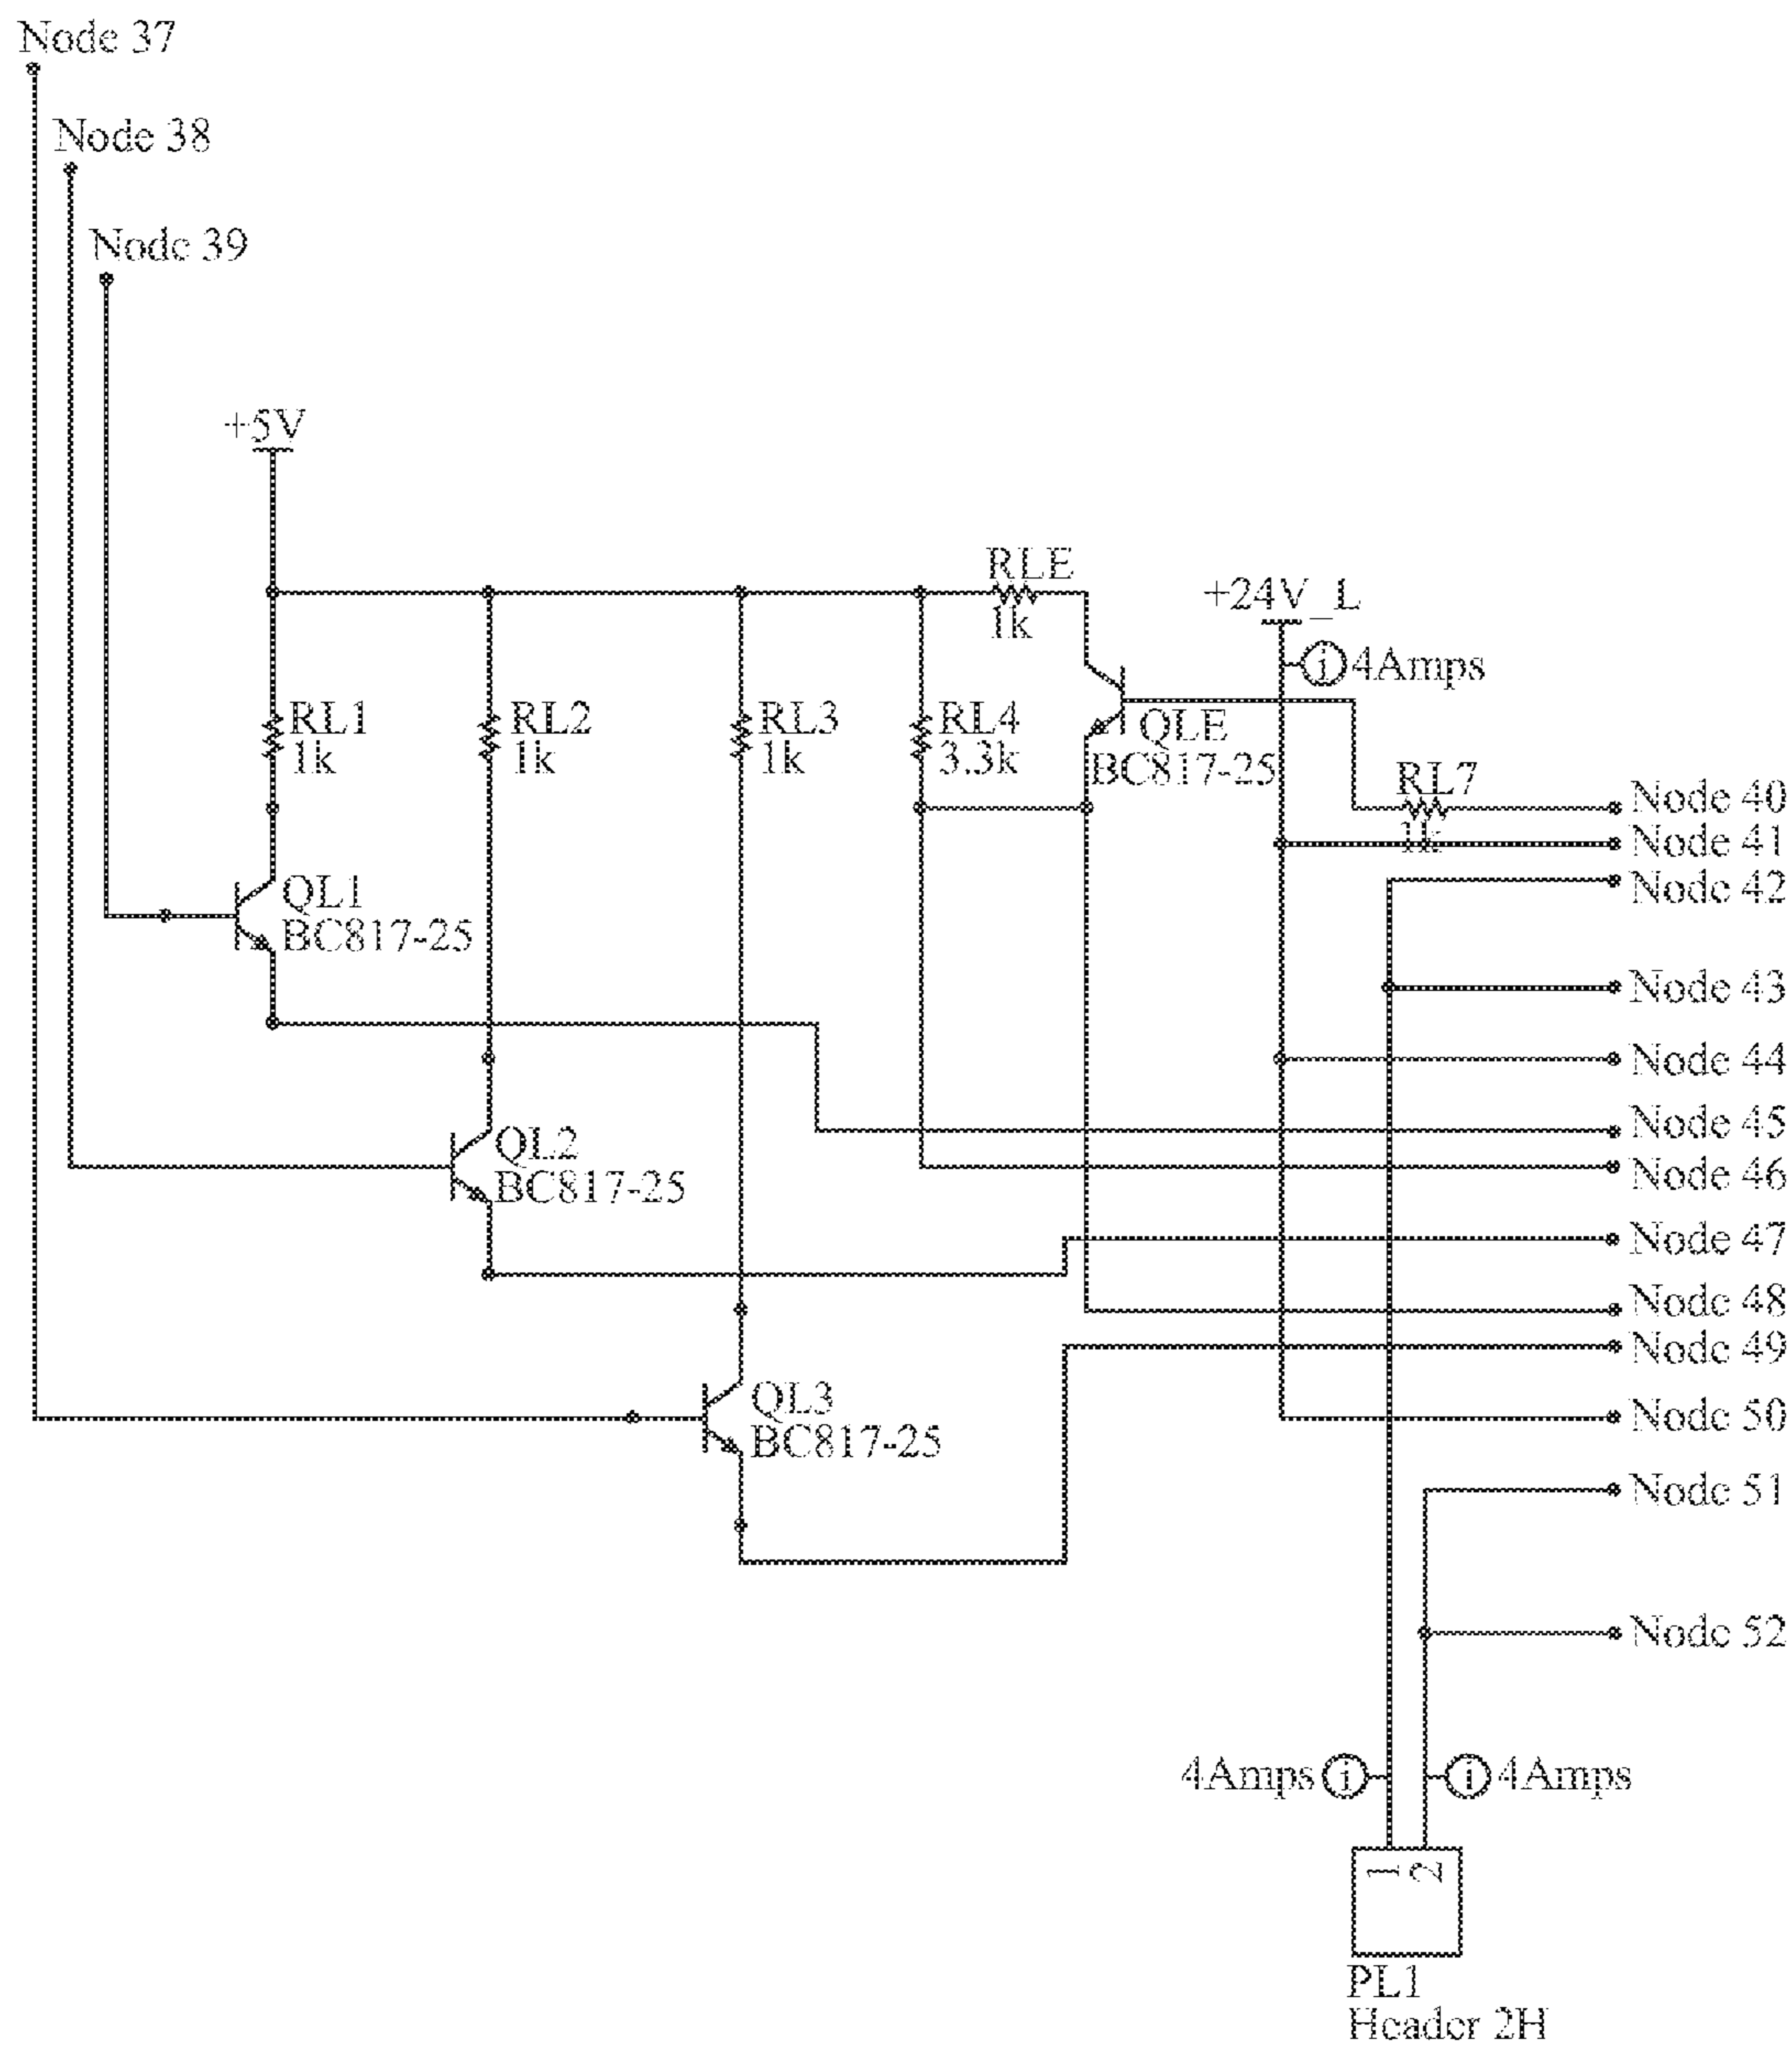 Node 37
Node 38
Node 39
+5V
RLE
1k
+24V_L
i 4Amps
RL1
1k
RL2
1k
RL3
1k
RL4
3.3k
QLE
BC817-25
RL7
1k
Node 40
Node 41
Node 42
QL1
BC817-25
Node 43
Node 44
Node 45
QL2
BC817-25
Node 46
Node 47
Node 48
Node 49
QL3
BC817-25
Node 50
Node 51
Node 52
4Amps i
i 4Amps
1
2
PL1
Header 2H